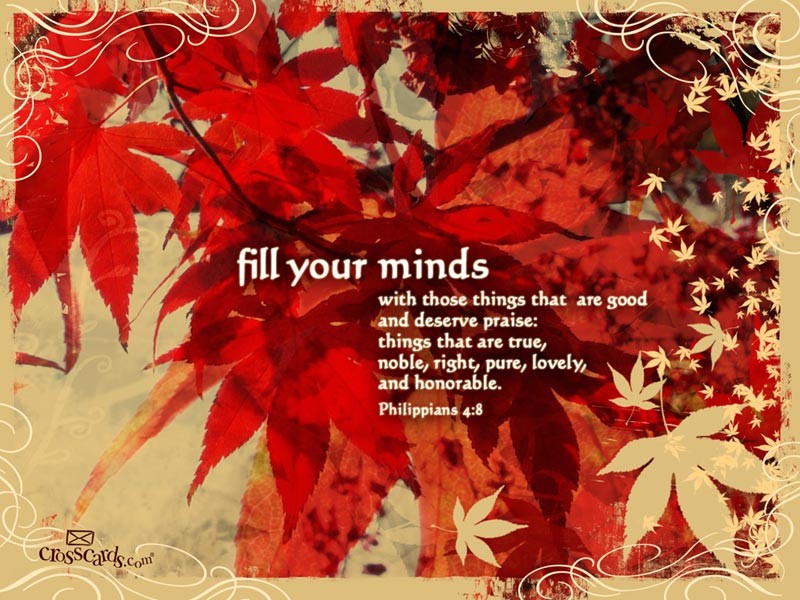 fill your minds
with those things that are good
and deserve praise:
things that are true,
noble, right, pure, lovely,
and honorable.
Philippians 4:8
crosscards.com®